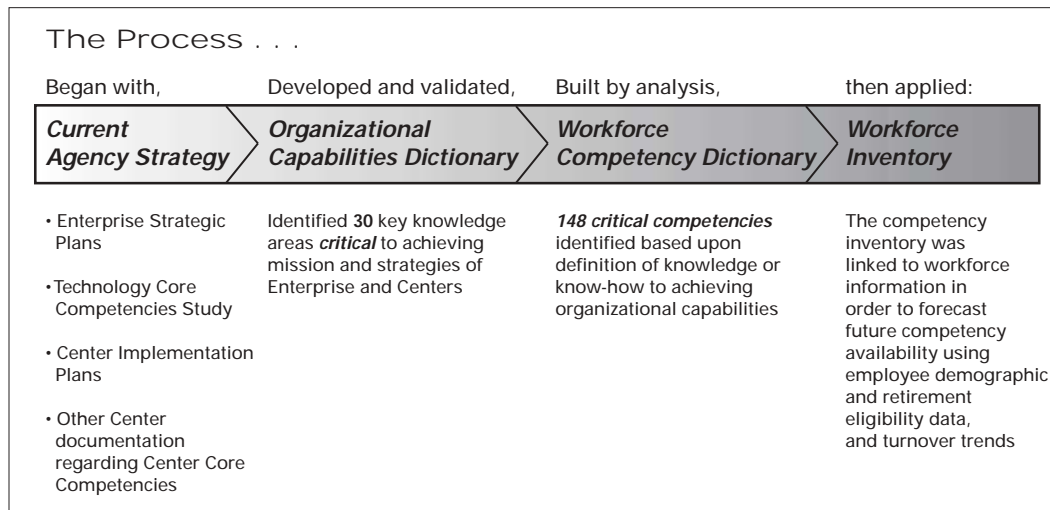 The Process . . .
Began with,
Current
Agency Strategy
• Enterprise Strategic
Plans
•Technology Core
Competencies Study
• Center Implementation
Plans
• Other Center
documentation
regarding Center Core
Competencies
Developed and validated,
Organizational
Capabilities Dictionary
Identified 30 key knowledge
areas critical to achieving
mission and strategies of
Enterprise and Centers
Built by analysis,
Workforce
Competency Dictionary
148 critical competencies
identified based upon
definition of knowledge or
know-how to achieving
organizational capabilities
then applied:
Workforce
Inventory
The competency
inventory was
linked to workforce
information in
order to forecast
future competency
availability using
employee demographic
and retirement
eligibility data,
and turnover trends